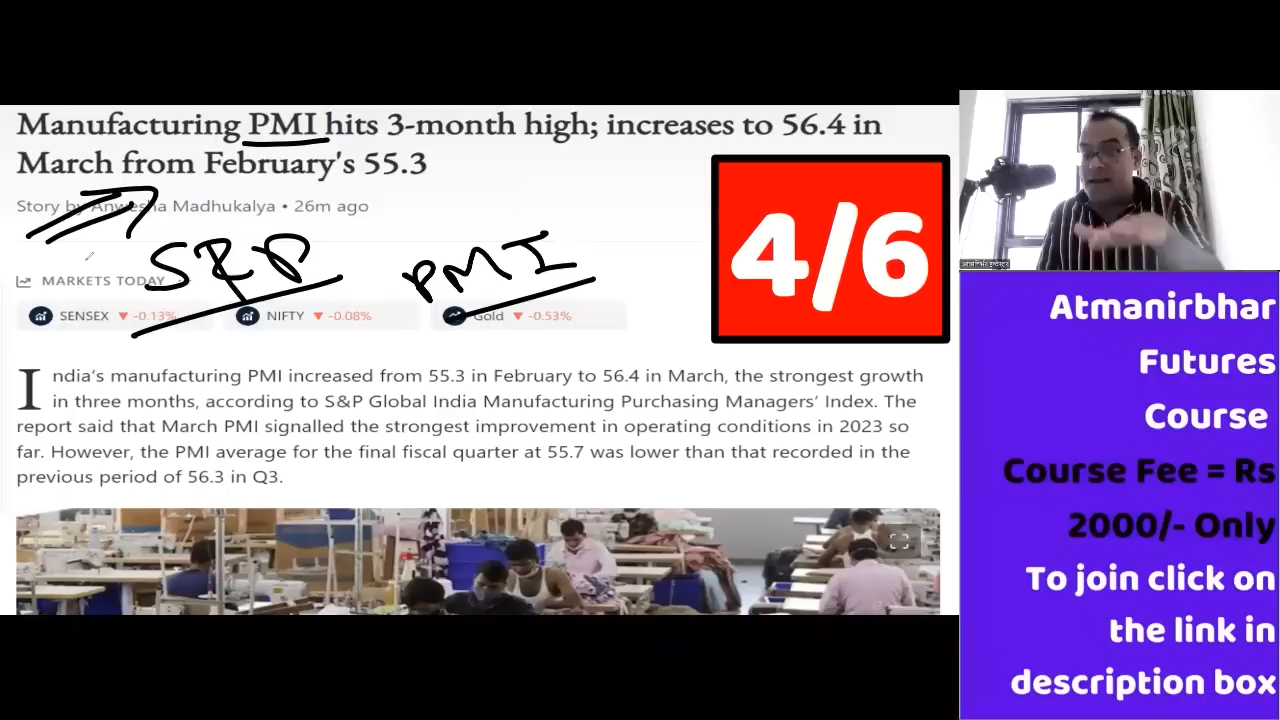 Manufacturing PMI hits 3-month high; increases to 56.4 in
March from February's 55.3
Story by Anwesha Madhukalya • 26m ago
S&P PMI
MARKETS TODAY
SENSEX ▼ -0.13% NIFTY ▼ -0.08% Gold ▼ -0.53%
India's manufacturing PMI increased from 55.3 in February to 56.4 in March, the strongest growth
in three months, according to S&P Global India Manufacturing Purchasing Managers' Index. The
report said that March PMI signalled the strongest improvement in operating conditions in 2023 so
far. However, the PMI average for the final fiscal quarter at 55.7 was lower than that recorded in the
previous period of 56.3 in Q3.
4/6
आत्मनिर्भर इन्वेस्टर
Atmanirbhar
Futures
Course
Course Fee = Rs
2000/- Only
To join click on
the link in
description box